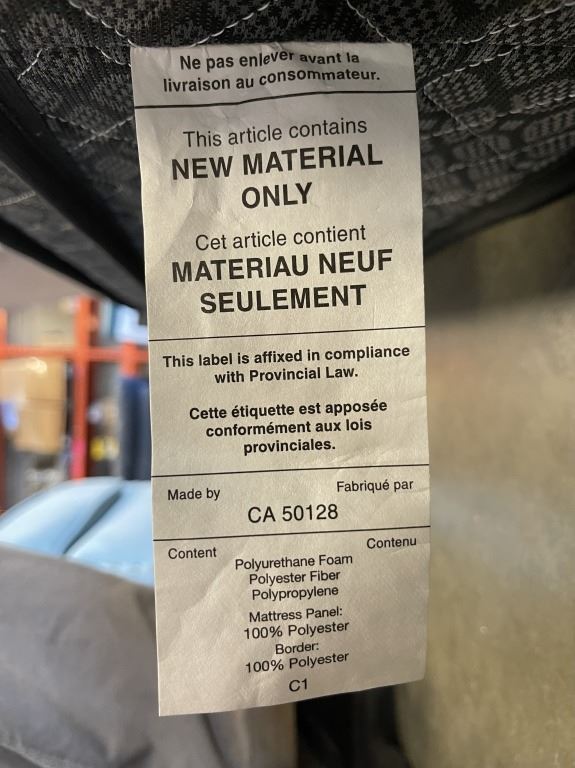 Ne pas enlever avant la
livraison au consommateur.
This article contains
NEW MATERIAL
ONLY
Cet article contient
MATERIAU NEUF
SEULEMENT
This label is affixed in compliance
with Provincial Law.
Cette étiquette est apposée
conformément aux lois
provinciales.
Made by Fabriqué par
CA 50128
Content Contenu
Polyurethane Foam
Polyester Fiber
Polypropylene
Mattress Panel:
100% Polyester
Border:
100% Polyester
C1